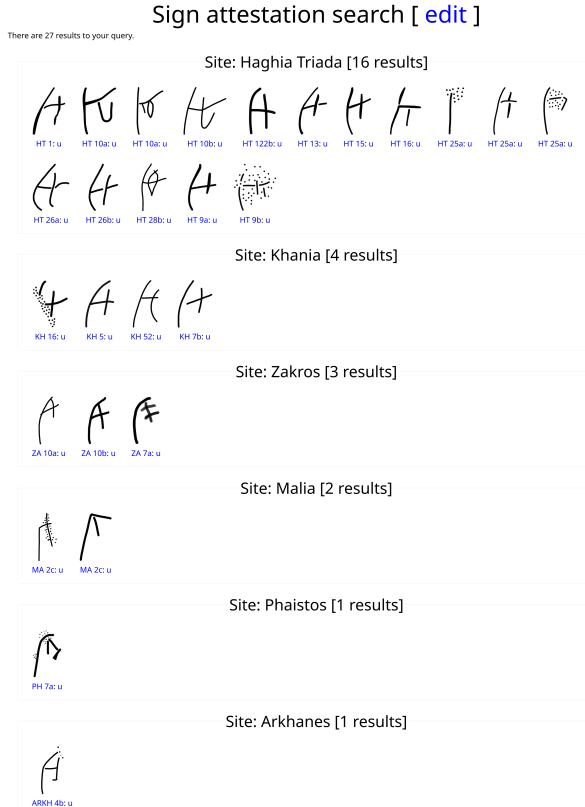 Sign attestation search [ edit ]
There are 27 results to your query.
Site: Haghia Triada [16 results]
HT 1: u HT 10a: u HT 10a: u HT 10b: u HT 122b: u HT 13: u HT 15: u HT 16: u HT 25a: u HT 25a: u HT 25a: u
HT 26a: u HT 26b: u HT 28b: u HT 9a: u HT 9b: u
Site: Khania [4 results]
KH 16: u KH 5: u KH 52: u KH 7b: u
Site: Zakros [3 results]
ZA 10a: u ZA 10b: u ZA 7a: u
Site: Malia [2 results]
MA 2c: u MA 2c: u
Site: Phaistos [1 results]
PH 7a: u
Site: Arkhanes [1 results]
ARKH 4b: u